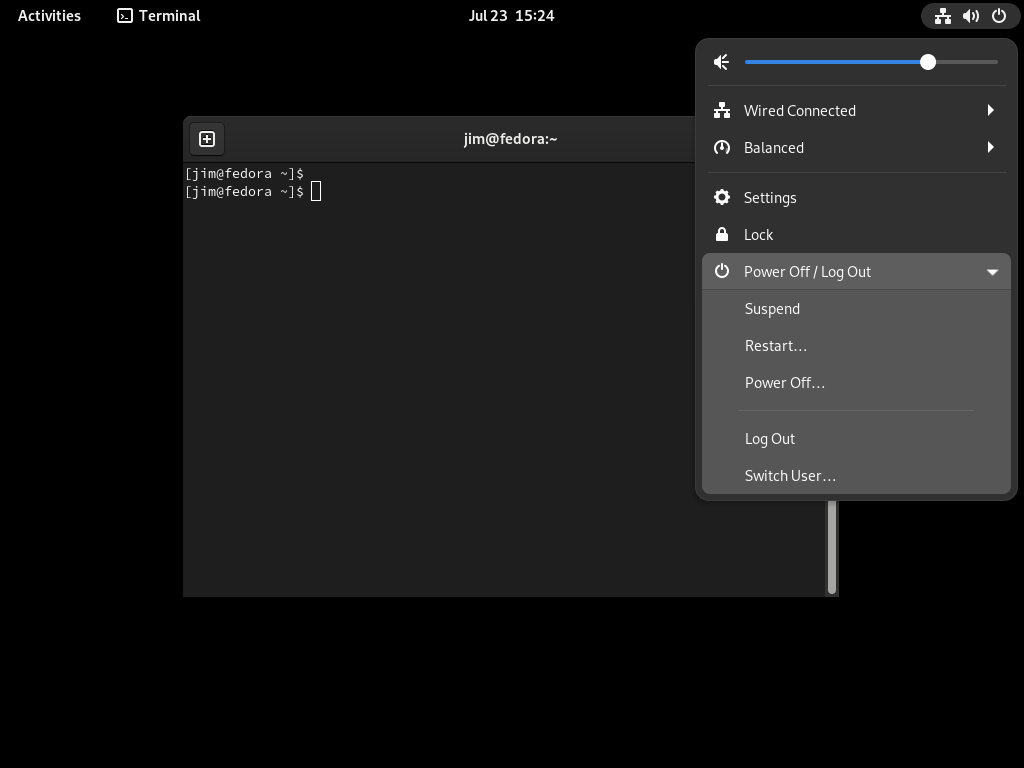 Activities Terminal Jul 23 15:24
jim@fedora:~
[jim@fedora ~]$
[jim@fedora ~]$
Wired Connected
Balanced
Settings
Lock
Power Off / Log Out
Suspend
Restart…
Power Off…
Log Out
Switch User…